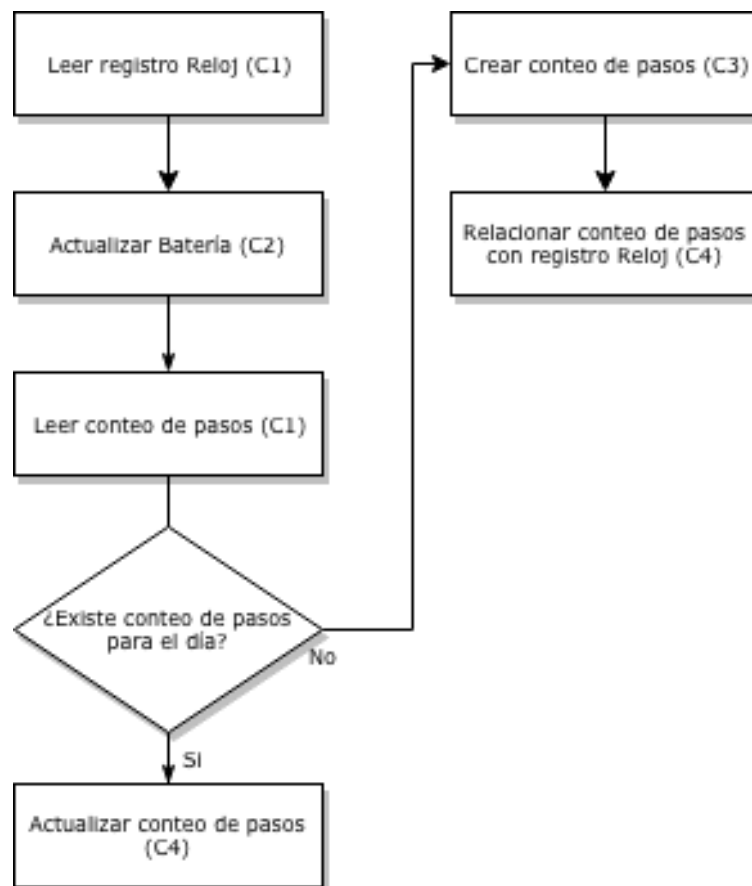 Leer registro Reloj (C1)
Actualizar Batería (C2)
Leer conteo de pasos (C1)
¿Existe conteo de pasos
para el día?
No
Si
Actualizar conteo de pasos
(C4)
Crear conteo de pasos (C3)
Relacionar conteo de pasos
con registro Reloj (C4)